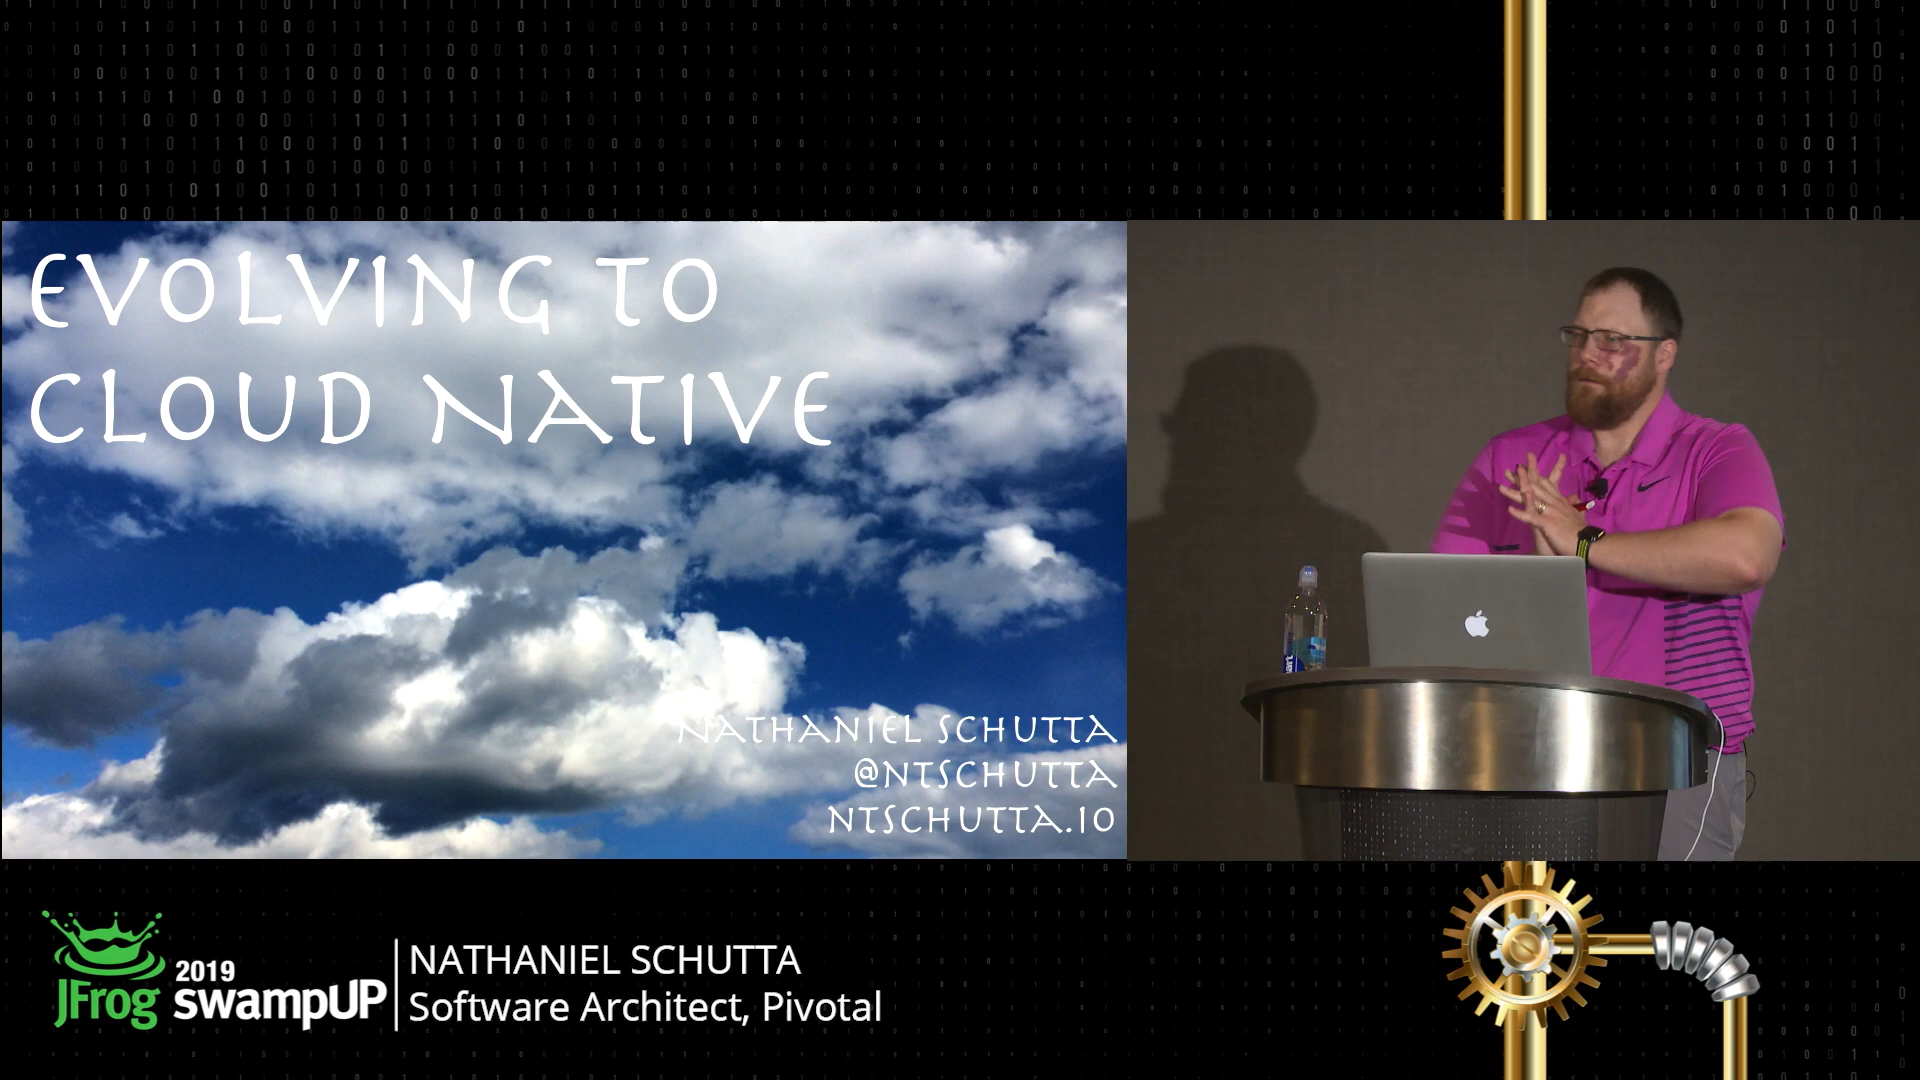 EVOLVING TO
CLOUD NATIVE
NATHANIEL SCHUTTA
@NTSCHUTTA
NTSCHUTTA.IO
JFrog
2019
swampUP
NATHANIEL SCHUTTA
Software Architect, Pivotal